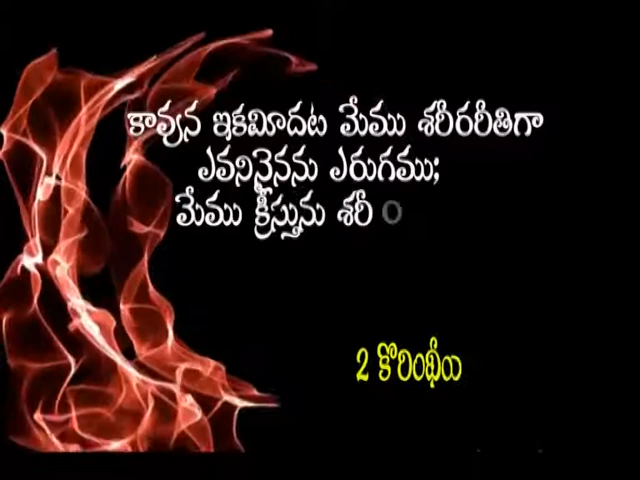 కావున ఇకమీదట మేము శరీరరీతిగా
ఎవనినైనను ఎరుగము;
మేము క్రీస్తును శరీ
2 కొరింథీయి